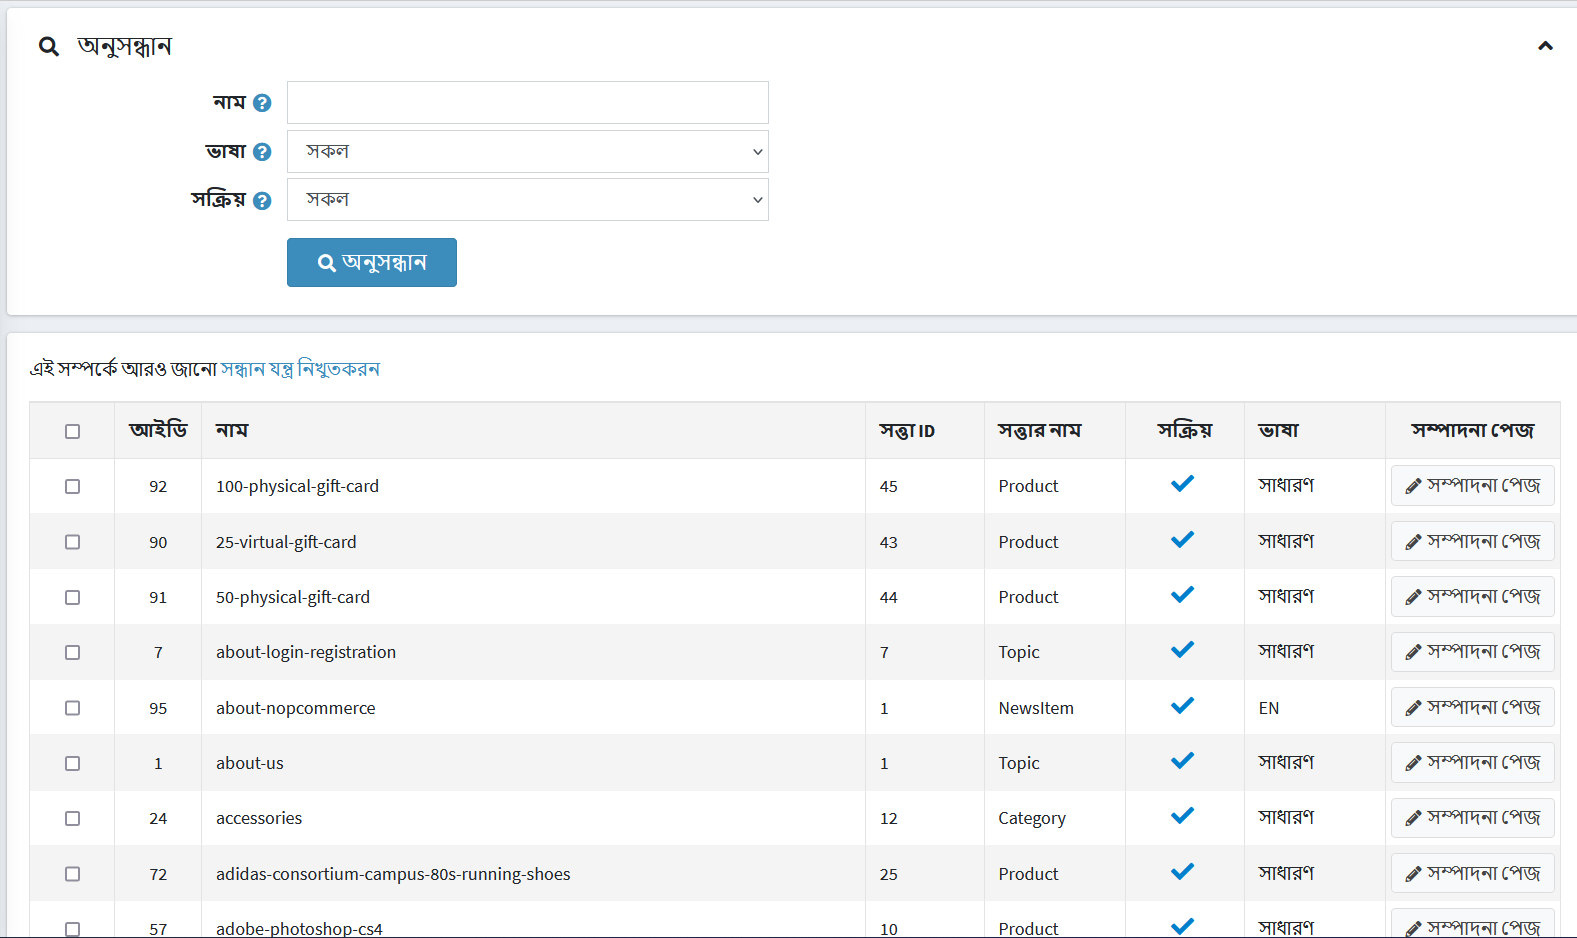 অনুসন্ধান
নাম
ভাষা সকল
সক্রিয় সকল
অনুসন্ধান
এই সম্পর্কে আরও জানো সন্ধান যন্ত্র নিখুতকরন
আইডি নাম সত্তা ID সত্তার নাম সক্রিয় ভাষা সম্পাদনা পেজ
92 100-physical-gift-card 45 Product সাধারণ সম্পাদনা পেজ
90 25-virtual-gift-card 43 Product সাধারণ সম্পাদনা পেজ
91 50-physical-gift-card 44 Product সাধারণ সম্পাদনা পেজ
7 about-login-registration 7 Topic সাধারণ সম্পাদনা পেজ
95 about-nopcommerce 1 NewsItem EN সম্পাদনা পেজ
1 about-us 1 Topic সাধারণ সম্পাদনা পেজ
24 accessories 12 Category সাধারণ সম্পাদনা পেজ
72 adidas-consortium-campus-80s-running-shoes 25 Product সাধারণ সম্পাদনা পেজ
57 adobe-photoshop-cs4 10 Product সাধারণ সম্পাদনা পেজ